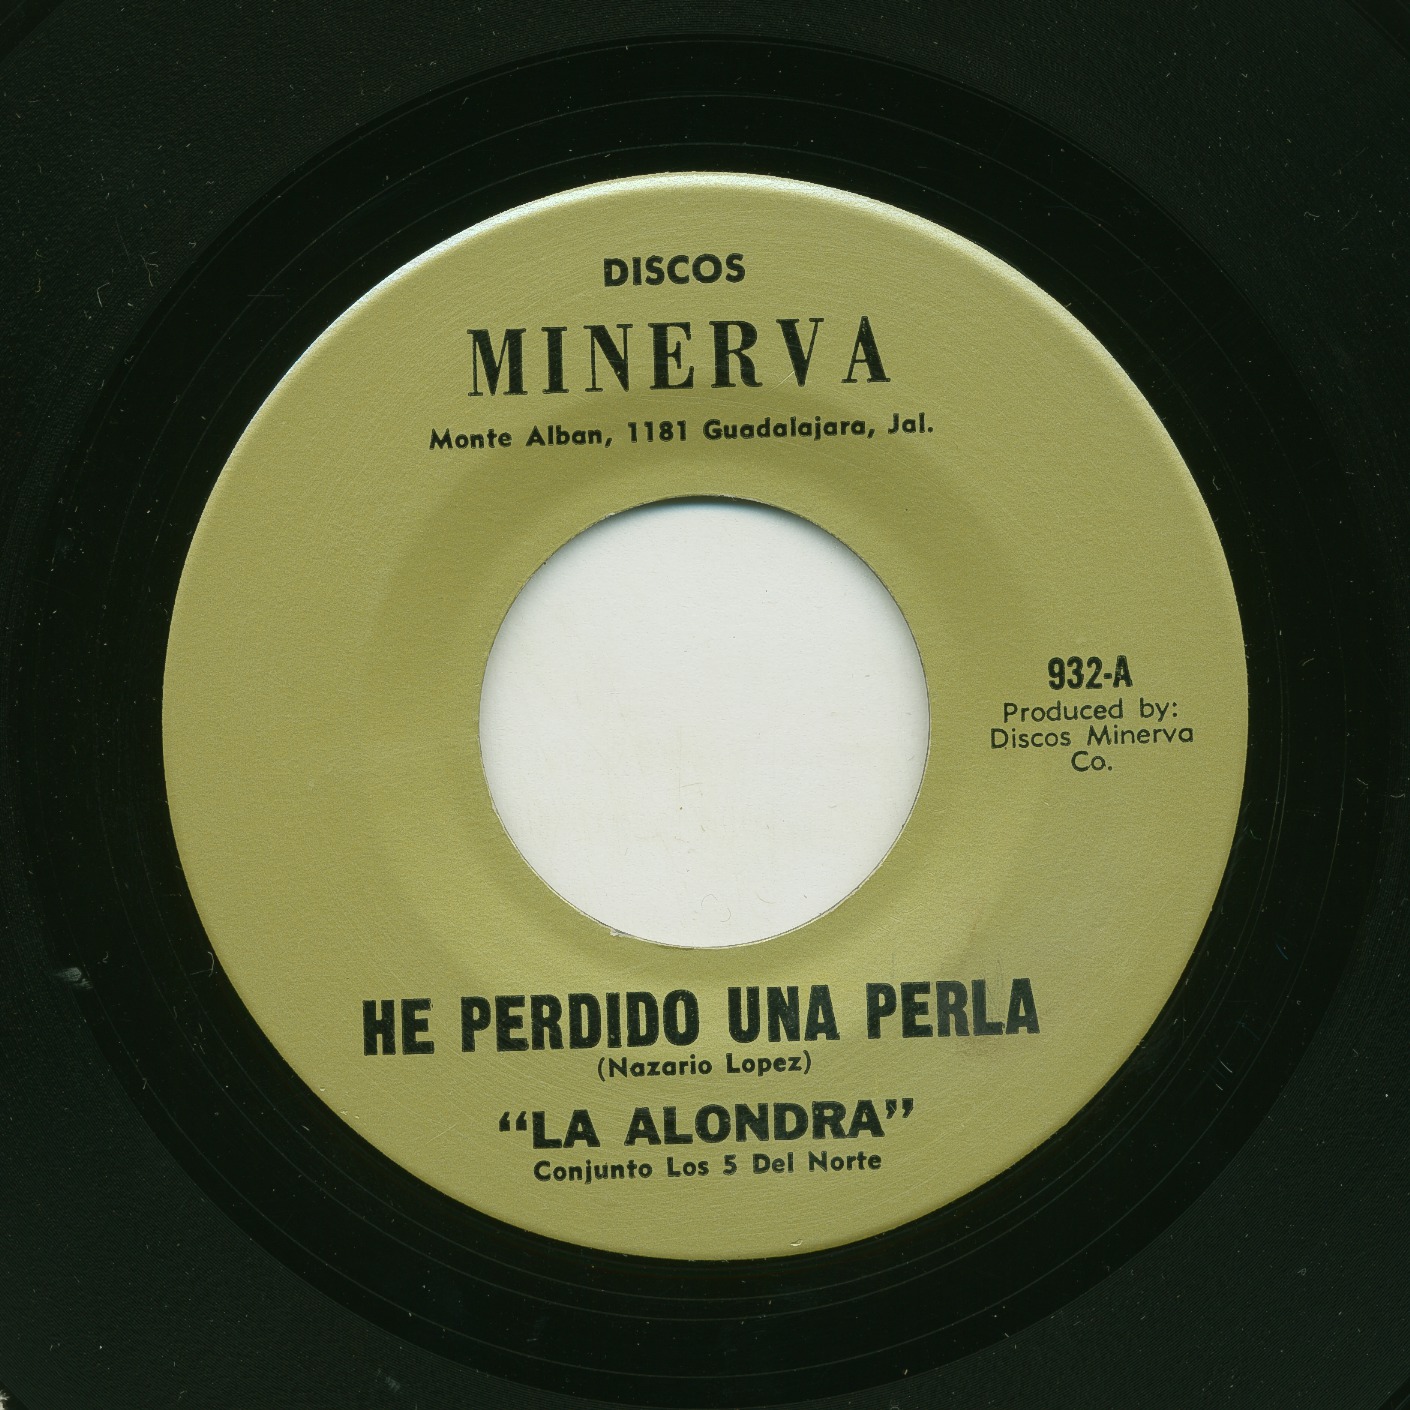 DISCOS
MINERVA
Monte Alban, 1181 Guadalajara, Jal.
932-A
Produced by:
Discos Minerva
Co.
HE PERDIDO UNA PERLA
(Nazario Lopez)
“LA ALONDRA”
Conjunto Los 5 Del Norte